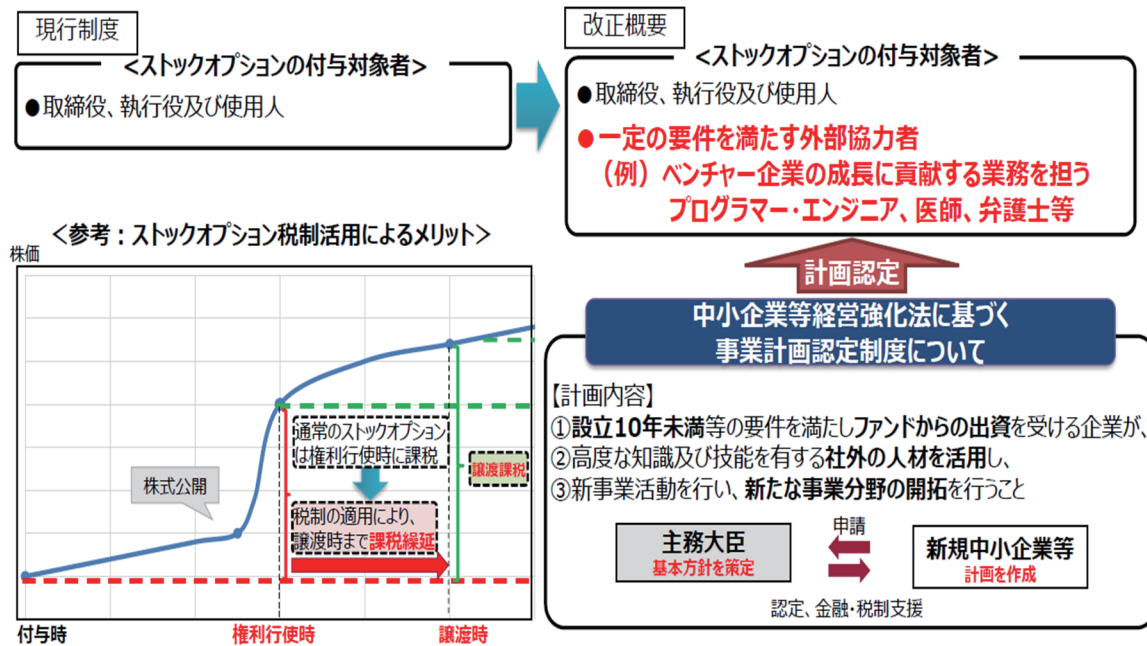 現行制度
<ストックオプションの付与対象者>
●取締役、執行役及び使用人
改正概要
<ストックオプションの付与対象者>
●取締役、執行役及び使用人
●一定の要件を満たす外部協力者
（例）ベンチャー企業の成長に貢献する業務を担う
プログラマー・エンジニア、医師、弁護士等
計画認定
中小企業等経営強化法に基づく
事業計画認定制度について
【計画内容】
①設立10年未満等の要件を満たしファンドからの出資を受ける企業が、
②高度な知識及び技能を有する社外の人材を活用し、
③新事業活動を行い、新たな事業分野の開拓を行うこと
主務大臣
基本方針を策定
申請
新規中小企業等
計画を作成
認定、金融・税制支援
<参考：ストックオプション税制活用によるメリット>
株価
株式公開
通常のストックオプション
は権利行使時に課税
税制の適用により、
譲渡時まで課税繰延
譲渡課税
付与時
権利行使時
譲渡時